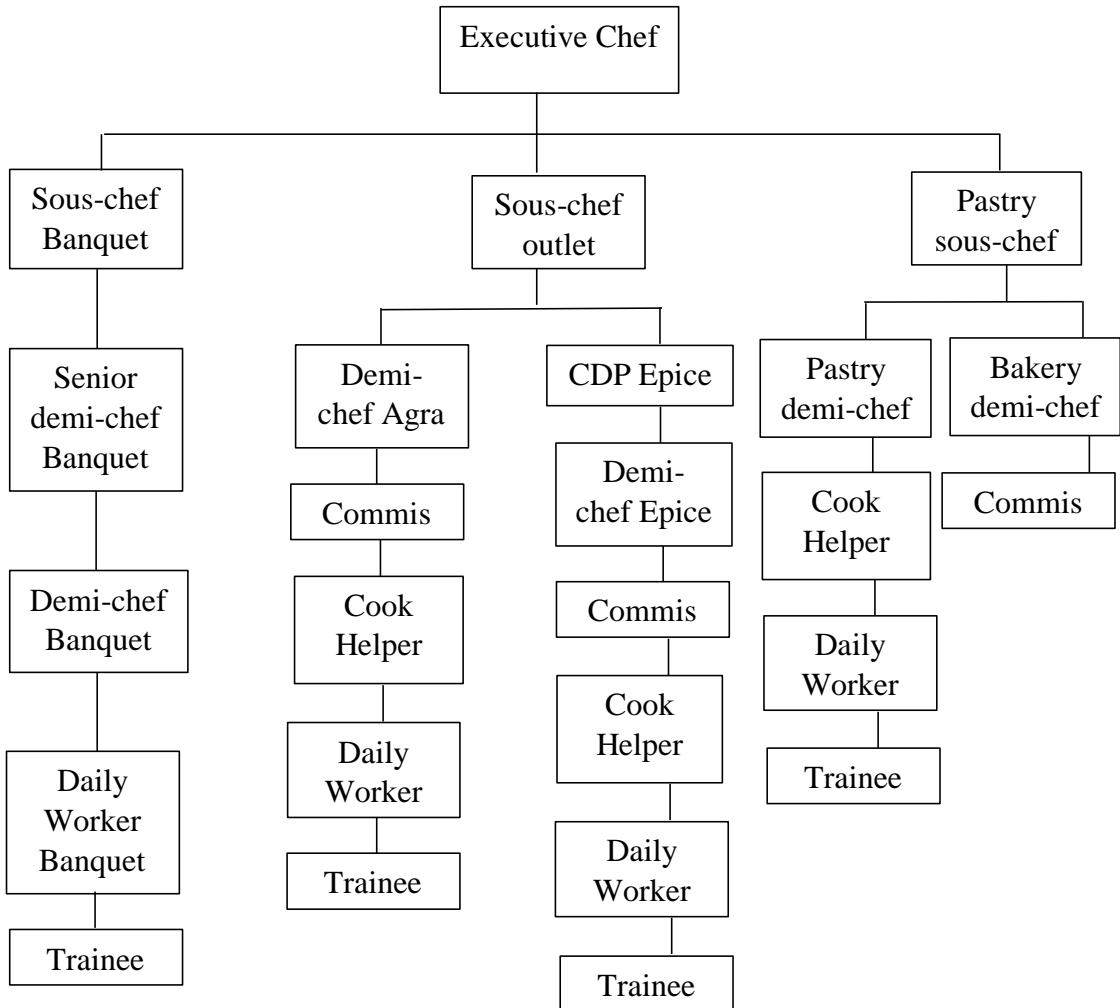 Executive Chef
Sous-chef
Banquet
Sous-chef
outlet
Pastry
sous-chef
Senior
demi-chef
Banquet
Demi-
chef Agra
CDP Epice
Pastry
demi-chef
Bakery
demi-chef
Demi-
chef Epice
Commis
Cook
Helper
Commis
Demi-chef
Banquet
Cook
Helper
Commis
Daily
Worker
Cook
Helper
Daily
Worker
Banquet
Daily
Worker
Trainee
Daily
Worker
Trainee
Trainee
Trainee